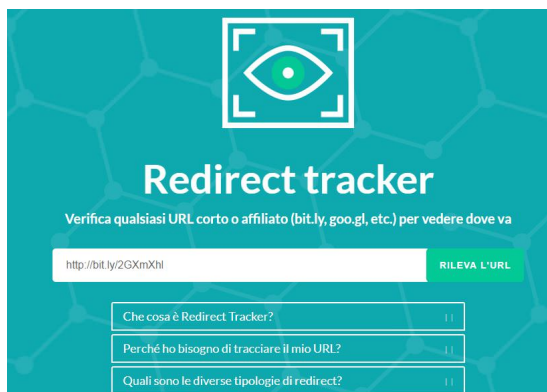 Redirect tracker
Verifica qualsiasi URL corto o affiliato (bit.ly, goo.gl, etc.) per vedere dove va
http://bit.ly/2GXmXhl
RILEVA L'URL
Che cosa è Redirect Tracker?
Perché ho bisogno di tracciare il mio URL?
Quali sono le diverse tipologie di redirect?